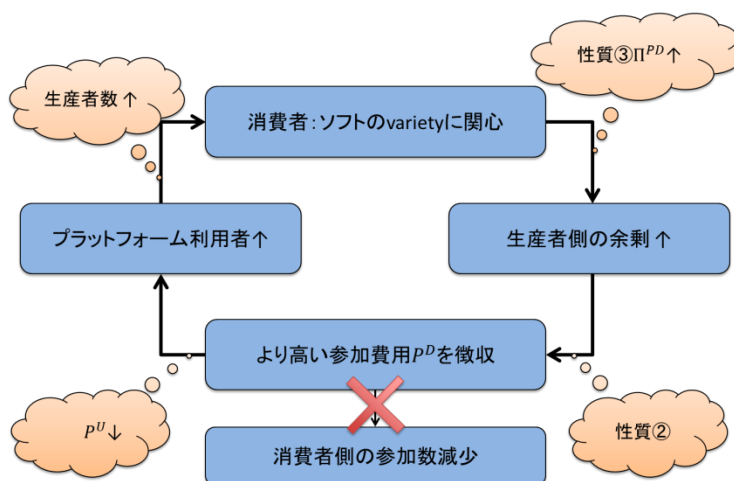 性質③Π^PD↑
生産者数↑
消費者：ソフトのvarietyに関心
プラットフォーム利用者↑
生産者側の余剰↑
より高い参加費用P^Dを徴収
P^U↓
性質②
消費者側の参加数減少